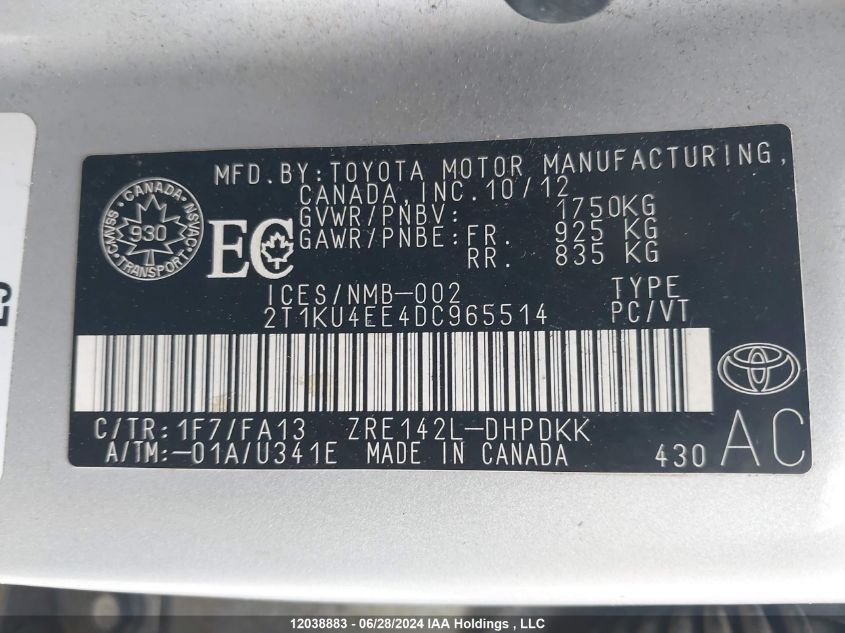 MFD.BY:TOYOTA MOTOR MANUFACTURING,
CANADA,INC.10/12
GVWR/PNBV: 1750KG
GAWR/PNBE:FR. 925 KG
RR. 835 KG
CANADA
CMVSS 930 NSVAC
TRANSPORT
EC
ICES/NMB-002 TYPE
2T1KU4EE4DC965514 PC/VT
C/TR:1F7/FA13 ZRE142L-DHPDKK
A/TM:-01A/U341E MADE IN CANADA 430 AC
12038883 - 06/28/2024 IAA Holdings , LLC